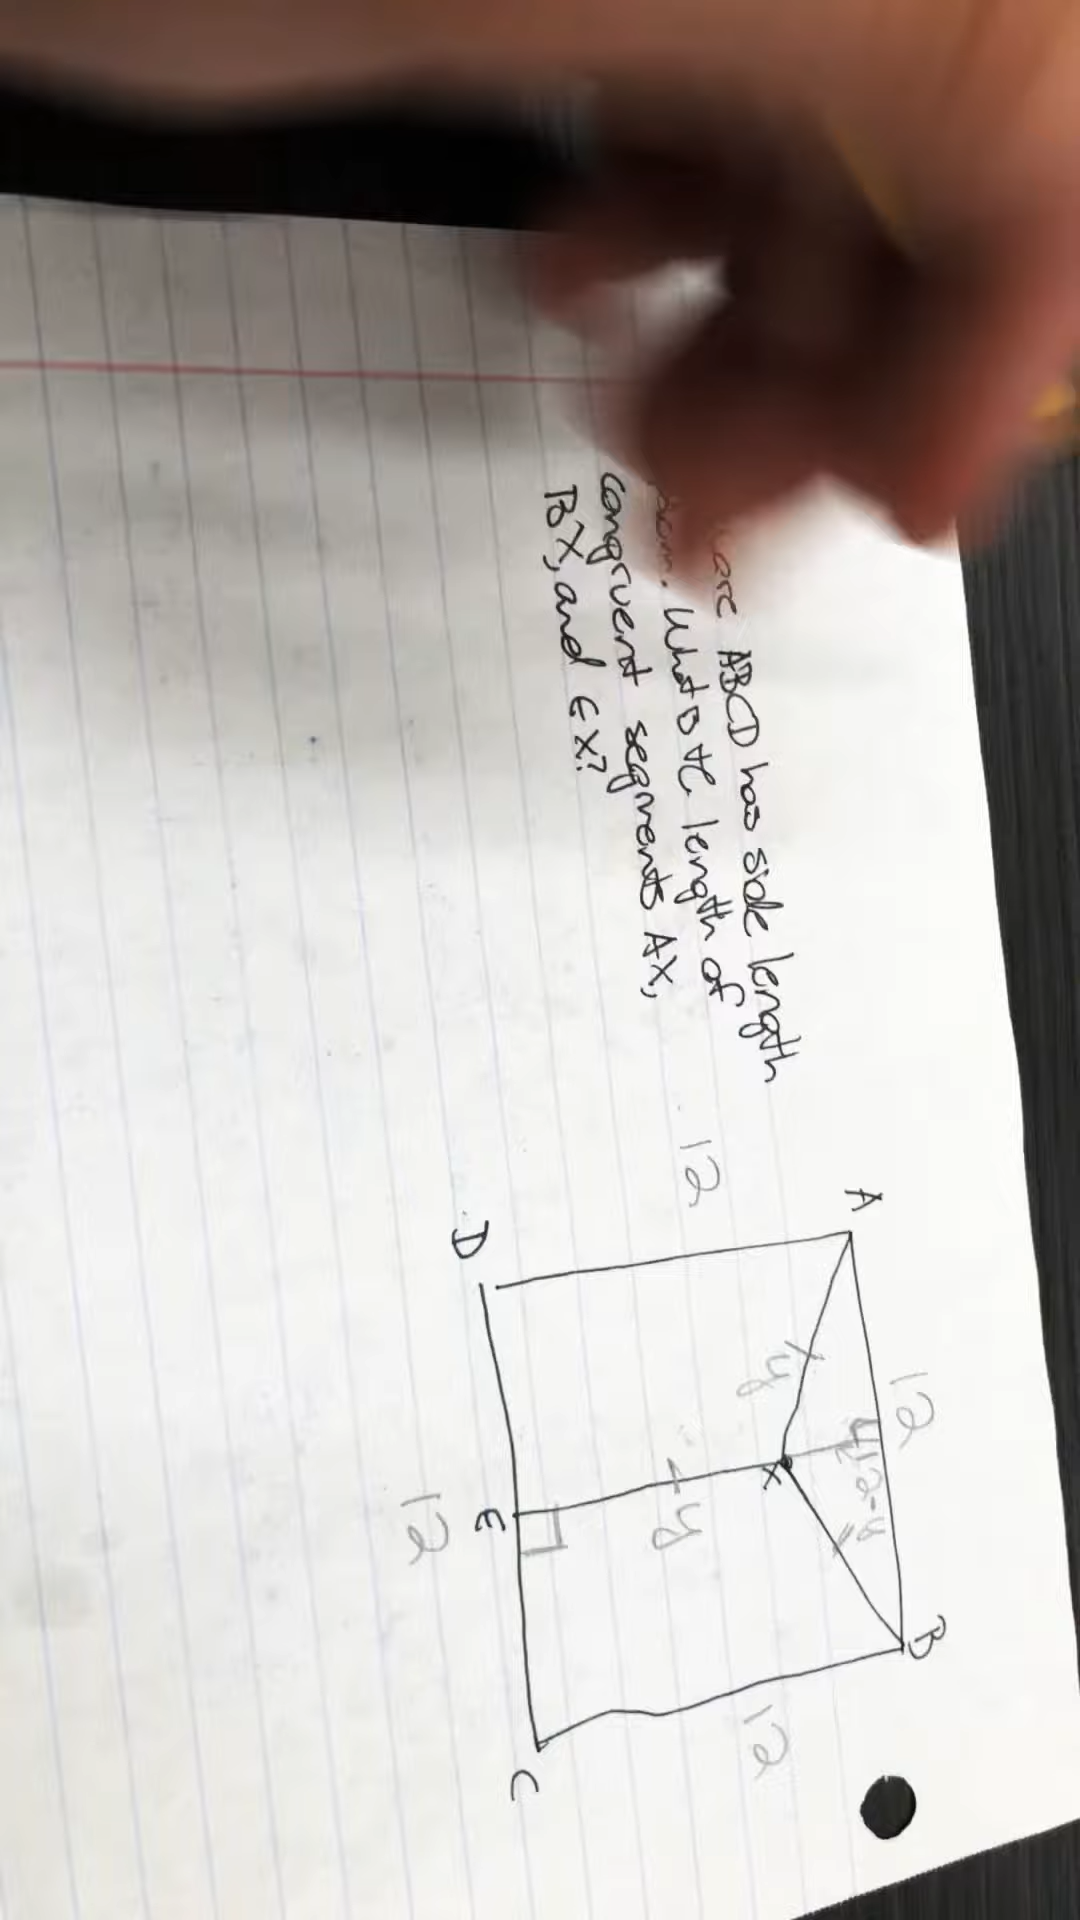 ABCD has side length
What is the length of
congruent segments AX,
BX, and EX?
A
12
B
12
12-y
y
X
y
12
D
E
C
12